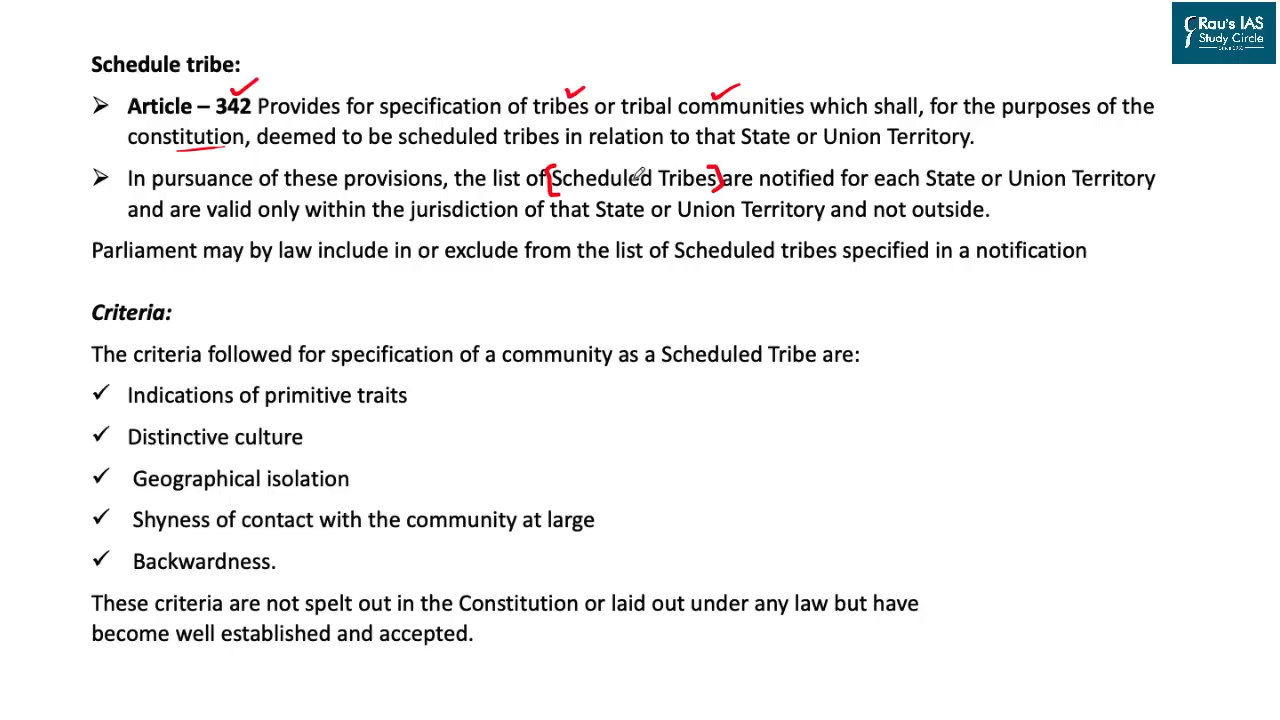 Rau's IAS
Study Circle
Schedule tribe:
➢ Article – 342 Provides for specification of tribes or tribal communities which shall, for the purposes of the
constitution, deemed to be scheduled tribes in relation to that State or Union Territory.
➢ In pursuance of these provisions, the list of [Scheduled Tribes] are notified for each State or Union Territory
and are valid only within the jurisdiction of that State or Union Territory and not outside.
Parliament may by law include in or exclude from the list of Scheduled tribes specified in a notification
Criteria:
The criteria followed for specification of a community as a Scheduled Tribe are:
✓ Indications of primitive traits
✓ Distinctive culture
✓ Geographical isolation
✓ Shyness of contact with the community at large
✓ Backwardness.
These criteria are not spelt out in the Constitution or laid out under any law but have
become well established and accepted.